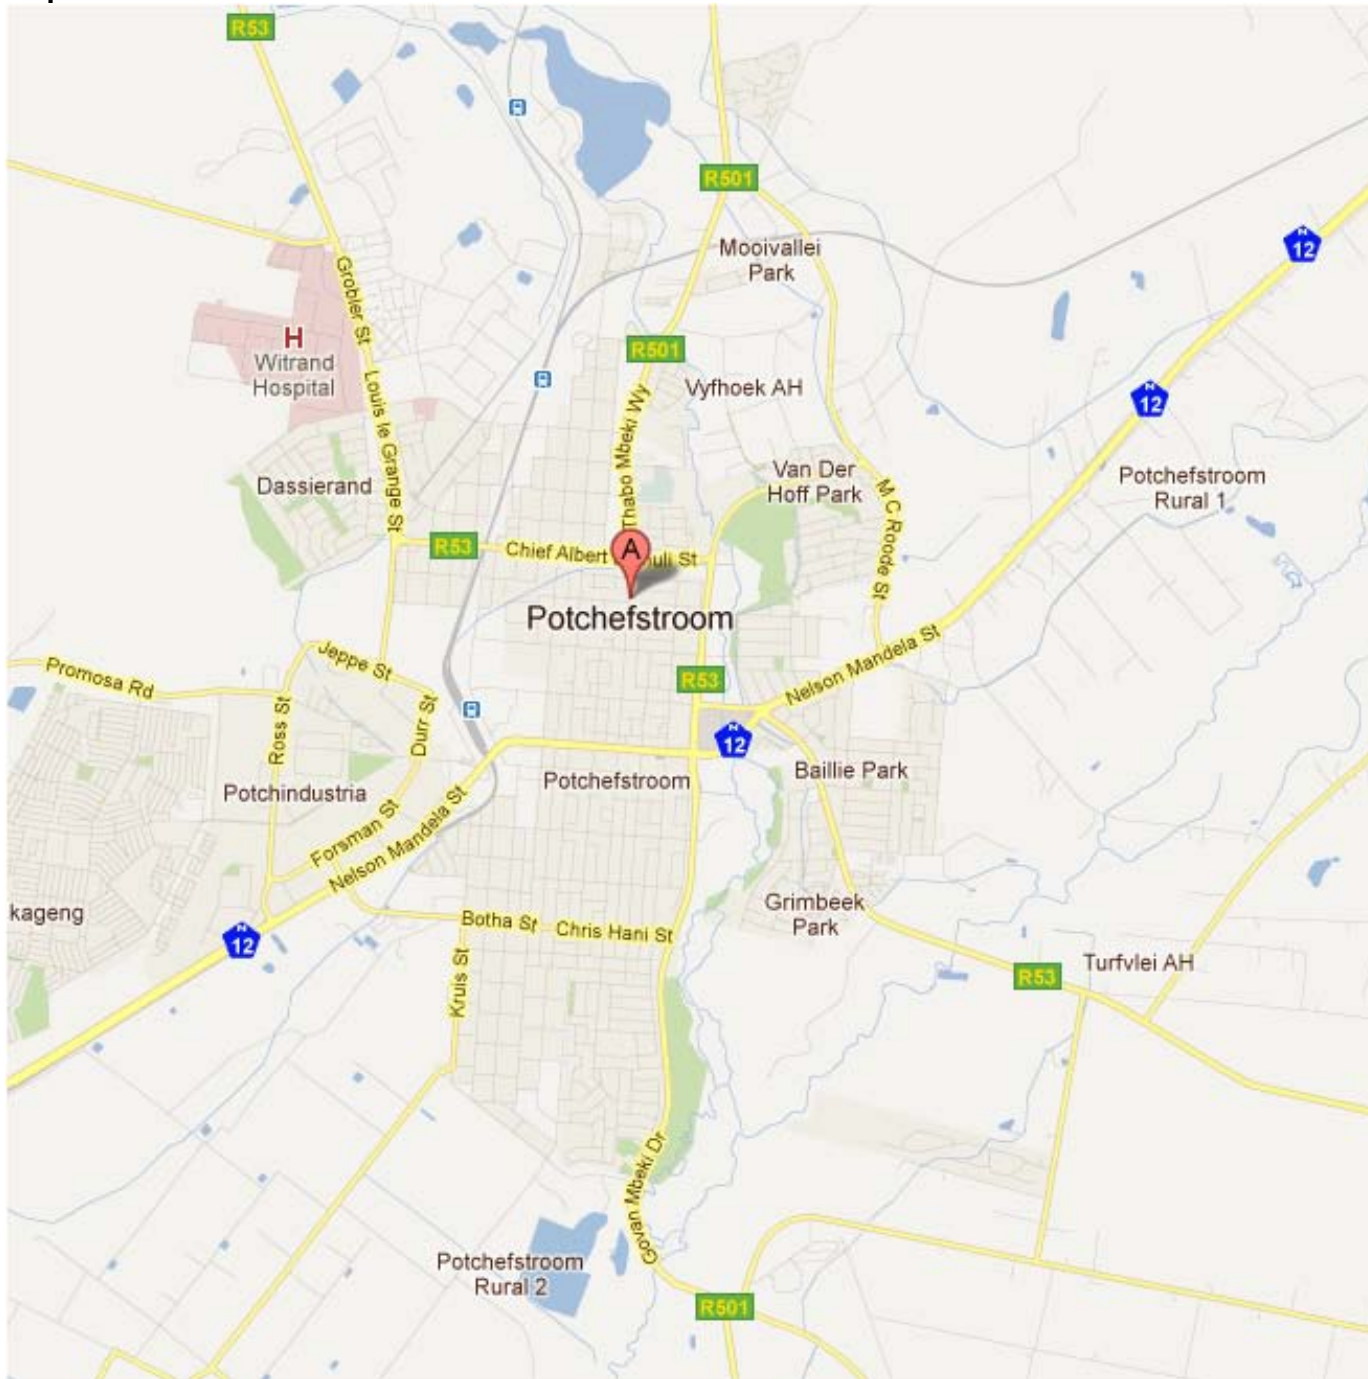 R53
R501
N
12
Mooivallei
Park
Grobler St
H
Witrand
Hospital
R501
Vyfhoek AH
N
12
Louis le Grange St
Thabo Mbeki Wy
Dassierand
Van Der
Hoff Park
Potchefstroom
Rural 1
M C Roode St
R53
Chief Albert
huli St
A
Potchefstroom
Jeppe St
Promosa Rd
R53
Nelson Mandela St
Ross St
Durr St
N
12
Potchefstroom
Baillie Park
Potchindustria
Forsman St
Nelson Mandela St
kageng
Grimbeek
Park
Botha St
Chris Hani St
N
12
Kruis St
R53
Turfvlei AH
Govan Mbeki Dr
Potchefstroom
Rural 2
R501